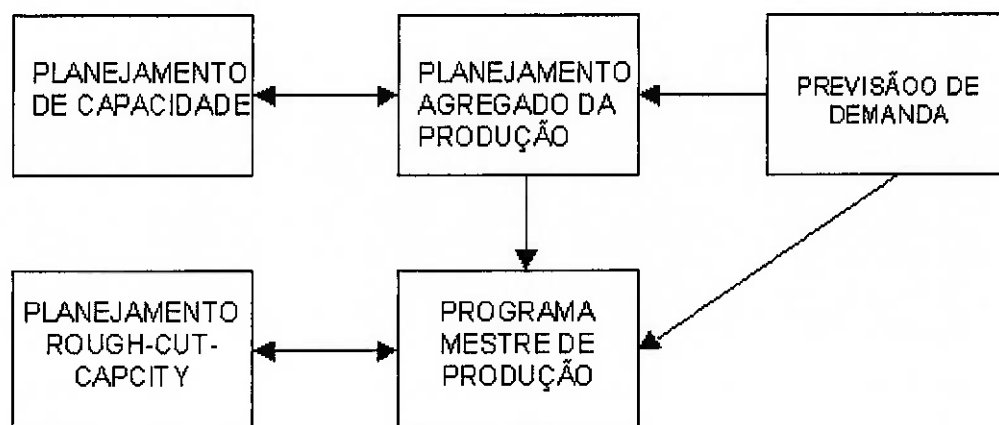 PLANEJAMENTO
DE CAPACIDADE
PLANEJAMENTO
AGREGADO DA
PRODUÇÃO
PREVISÃOO DE
DEMANDA
PLANEJAMENTO
ROUGH-CUT-
CAPCITY
PROGRAMA
MESTRE DE
PRODUÇÃO